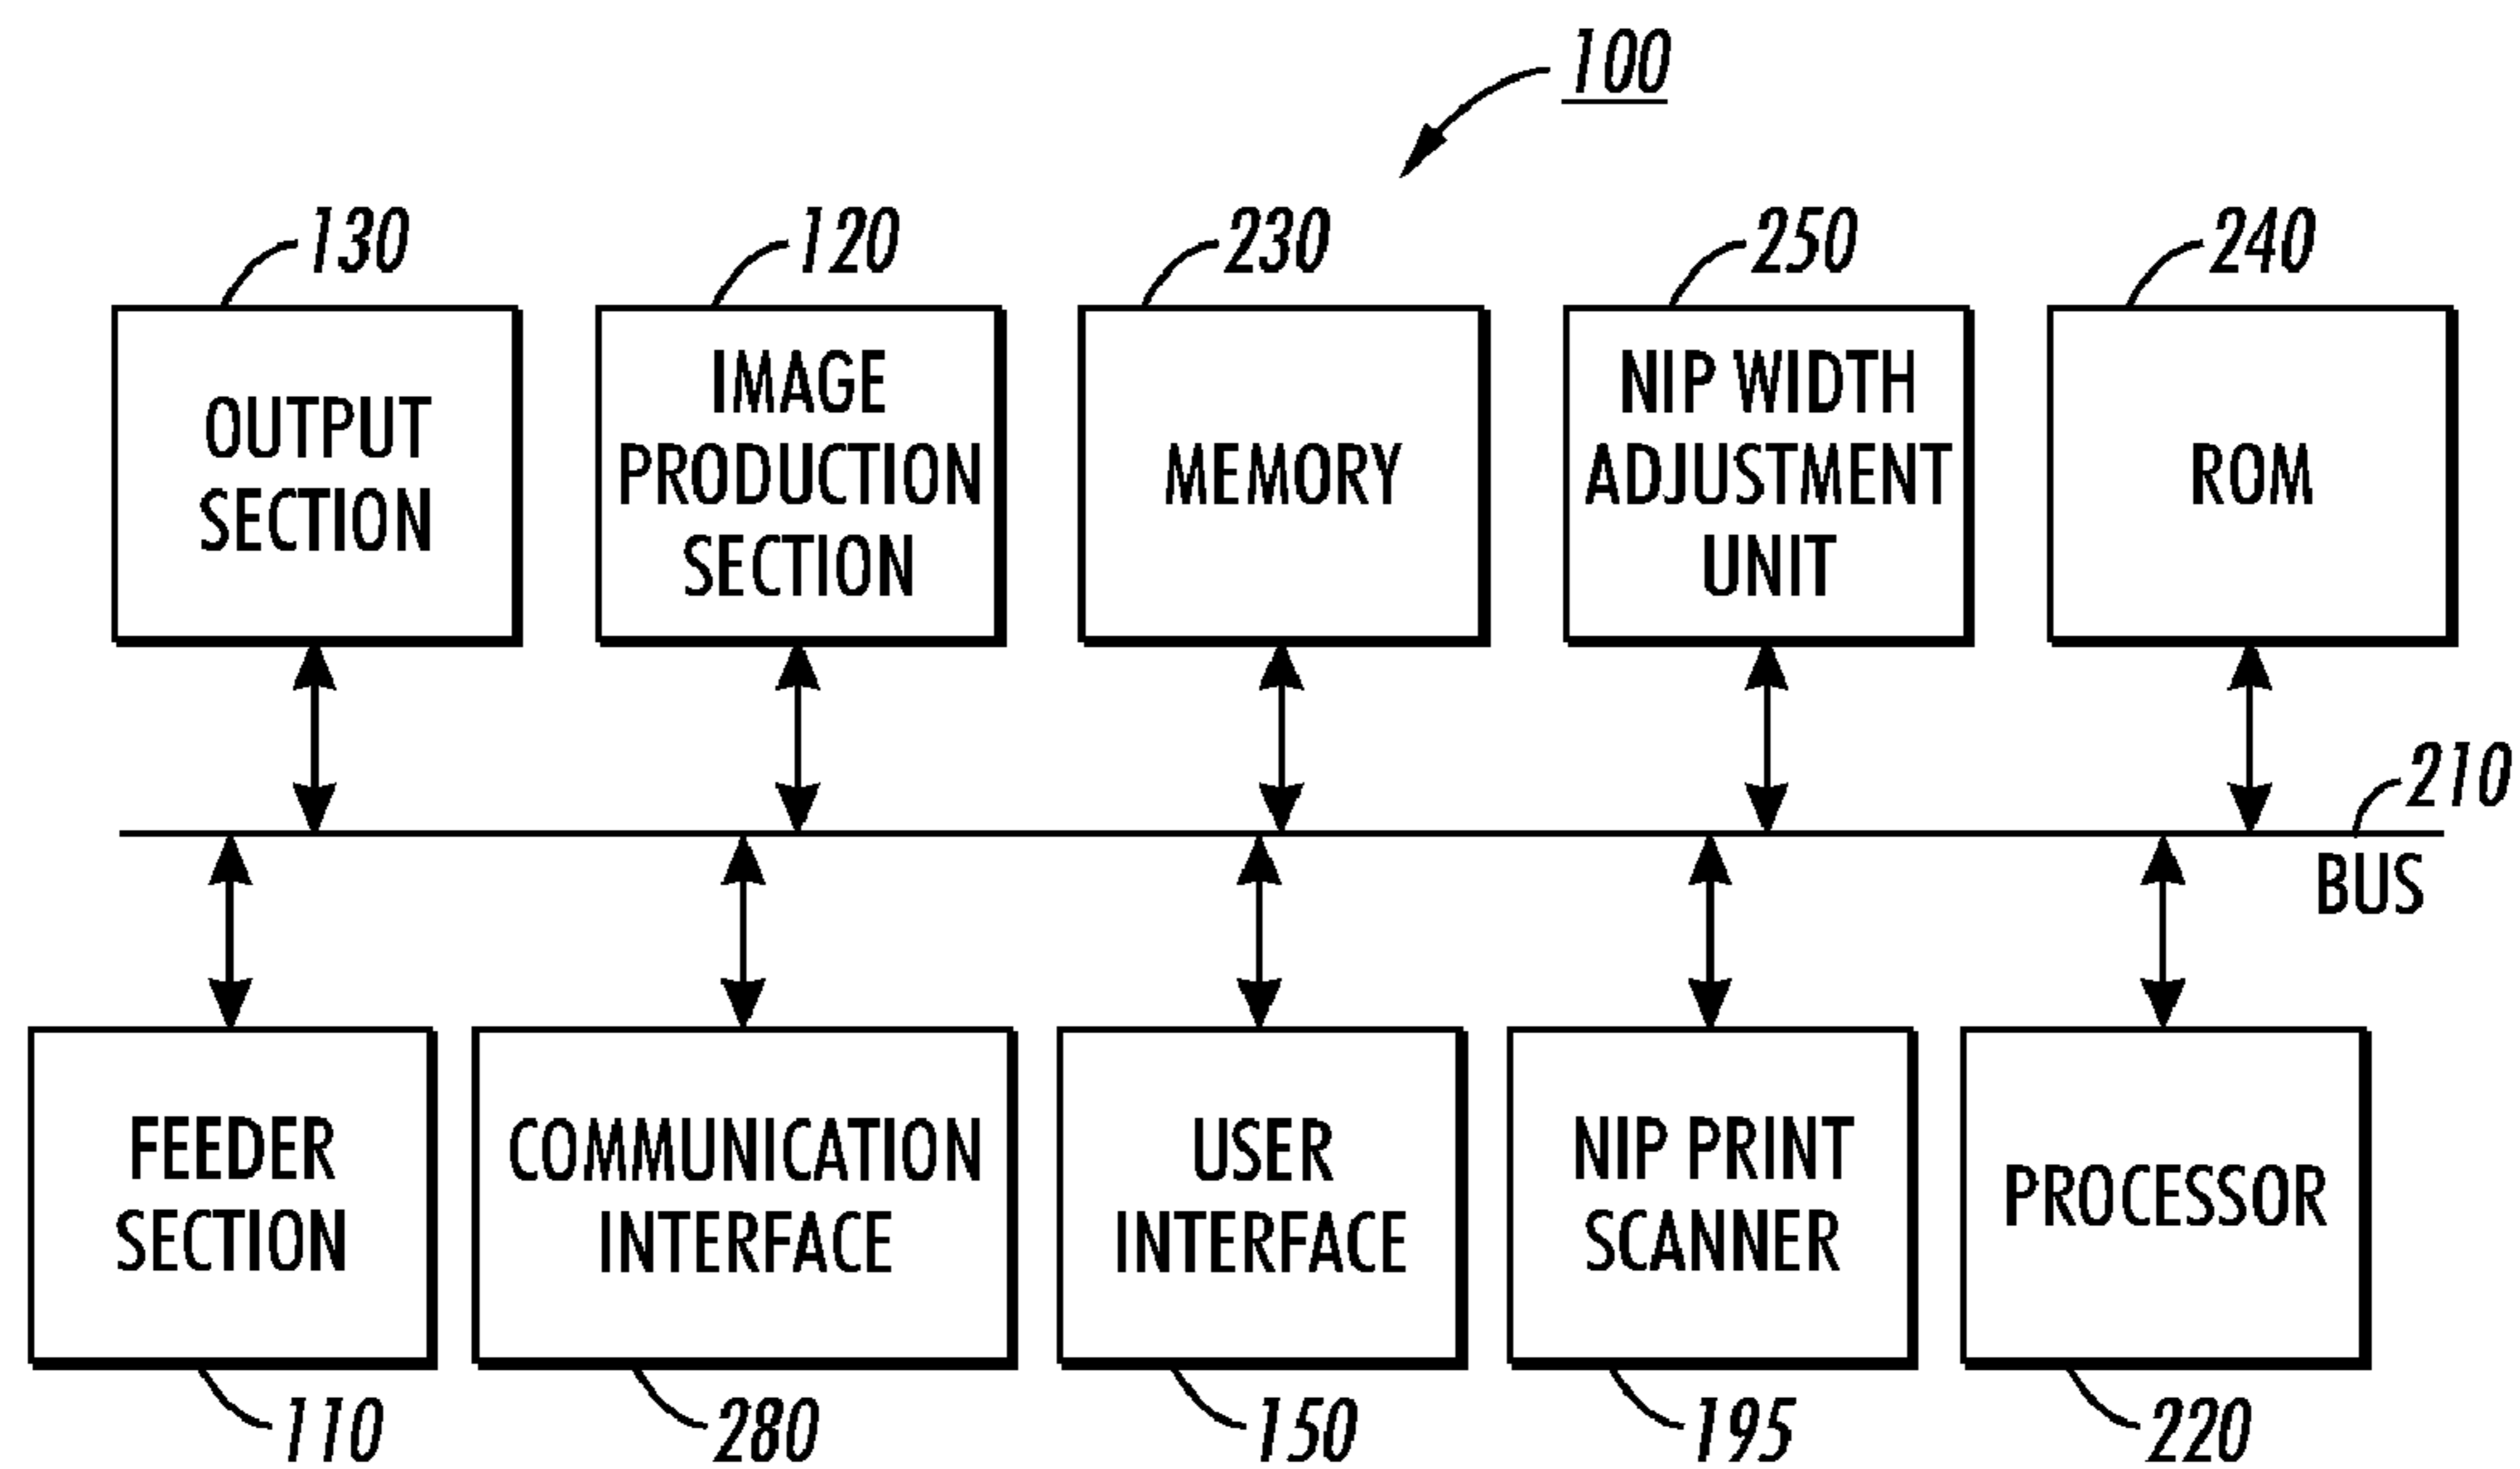 100
130
120
230
250
240
OUTPUT
SECTION
IMAGE
PRODUCTION
SECTION
MEMORY
NIP WIDTH
ADJUSTMENT
UNIT
ROM
210
BUS
FEEDER
SECTION
COMMUNICATION
INTERFACE
USER
INTERFACE
NIP PRINT
SCANNER
PROCESSOR
110
280
150
195
220